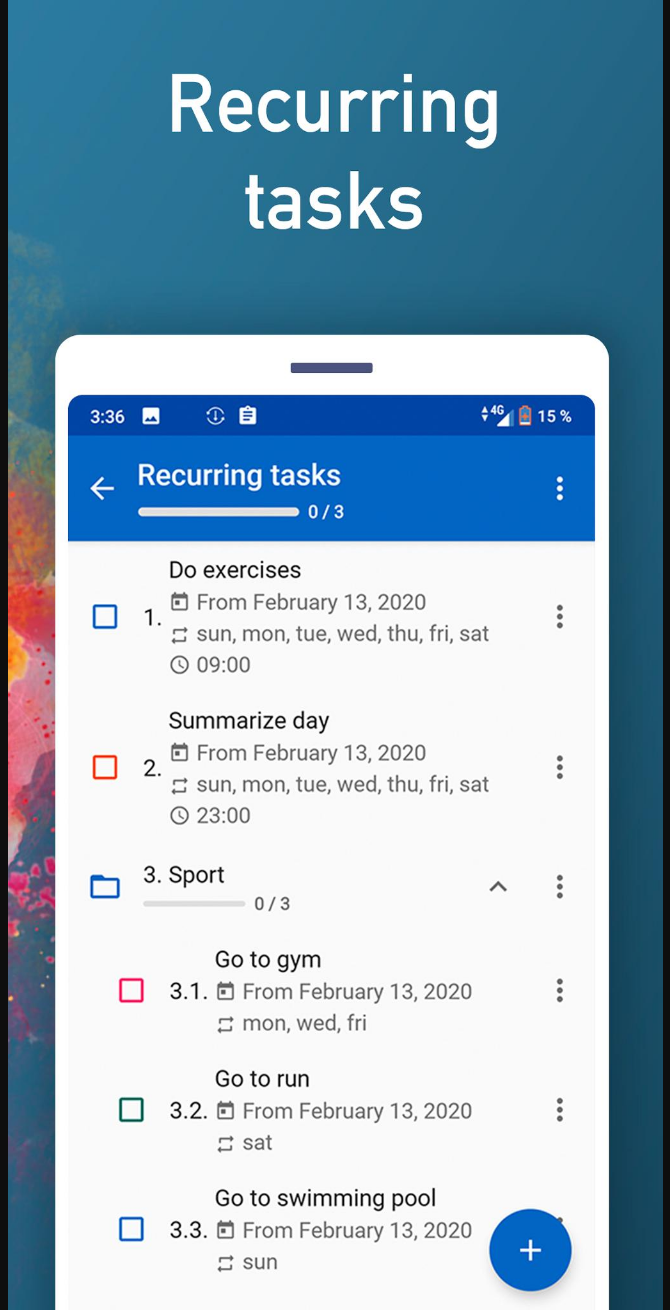 Recurring
tasks
3:36
4G 15 %
Recurring tasks
0 / 3
Do exercises
1.
From February 13, 2020
sun, mon, tue, wed, thu, fri, sat
09:00
Summarize day
2.
From February 13, 2020
sun, mon, tue, wed, thu, fri, sat
23:00
3. Sport
0 / 3
Go to gym
3.1. From February 13, 2020
mon, wed, fri
Go to run
3.2. From February 13, 2020
sat
Go to swimming pool
3.3. From February 13, 2020
sun